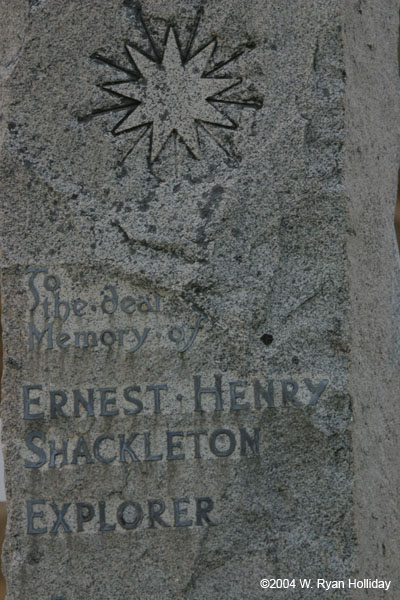 To
the · dear
Memory · of
ERNEST · HENRY
SHACKLETON
EXPLORER
©2004 W. Ryan Holliday